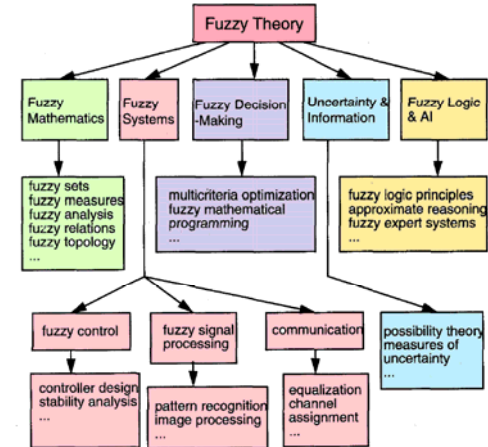 Fuzzy Theory
Fuzzy
Mathematics
Fuzzy
Systems
Fuzzy Decision
-Making
Uncertainty &
Information
Fuzzy Logic
& AI
fuzzy sets
fuzzy measures
fuzzy analysis
fuzzy relations
fuzzy topology
...
multicriteria optimization
fuzzy mathematical
programming
...
fuzzy logic principles
approximate reasoning
fuzzy expert systems
...
fuzzy control
fuzzy signal
processing
communication
possibility theory
measures of
uncertainty
...
controller design
stability analysis
...
pattern recognition
image processing
...
equalization
channel
assignment
...